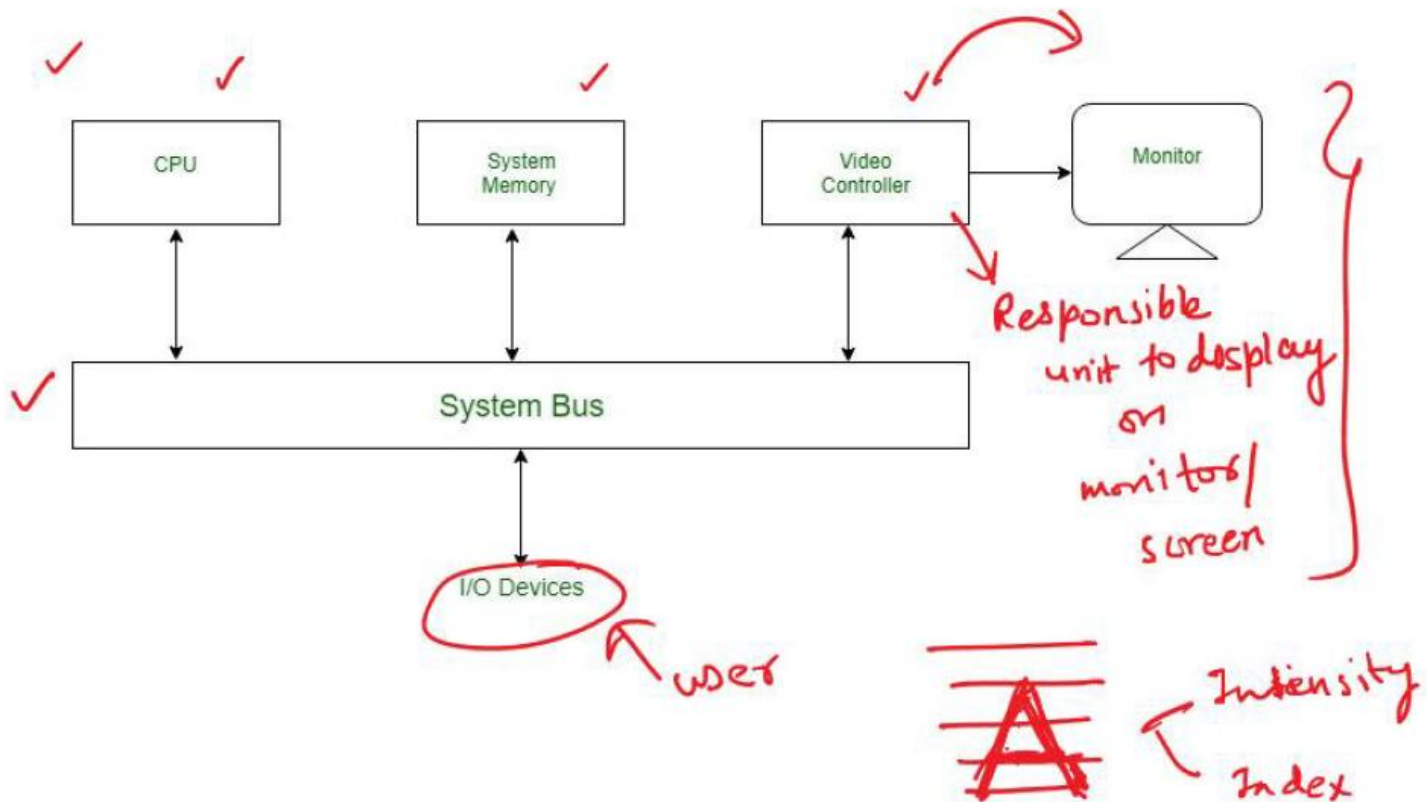 CPU
System
Memory
Video
Controller
Monitor
Responsible
unit to display
on
monitor/
screen
System Bus
I/O Devices
user
A
Intensity
Index